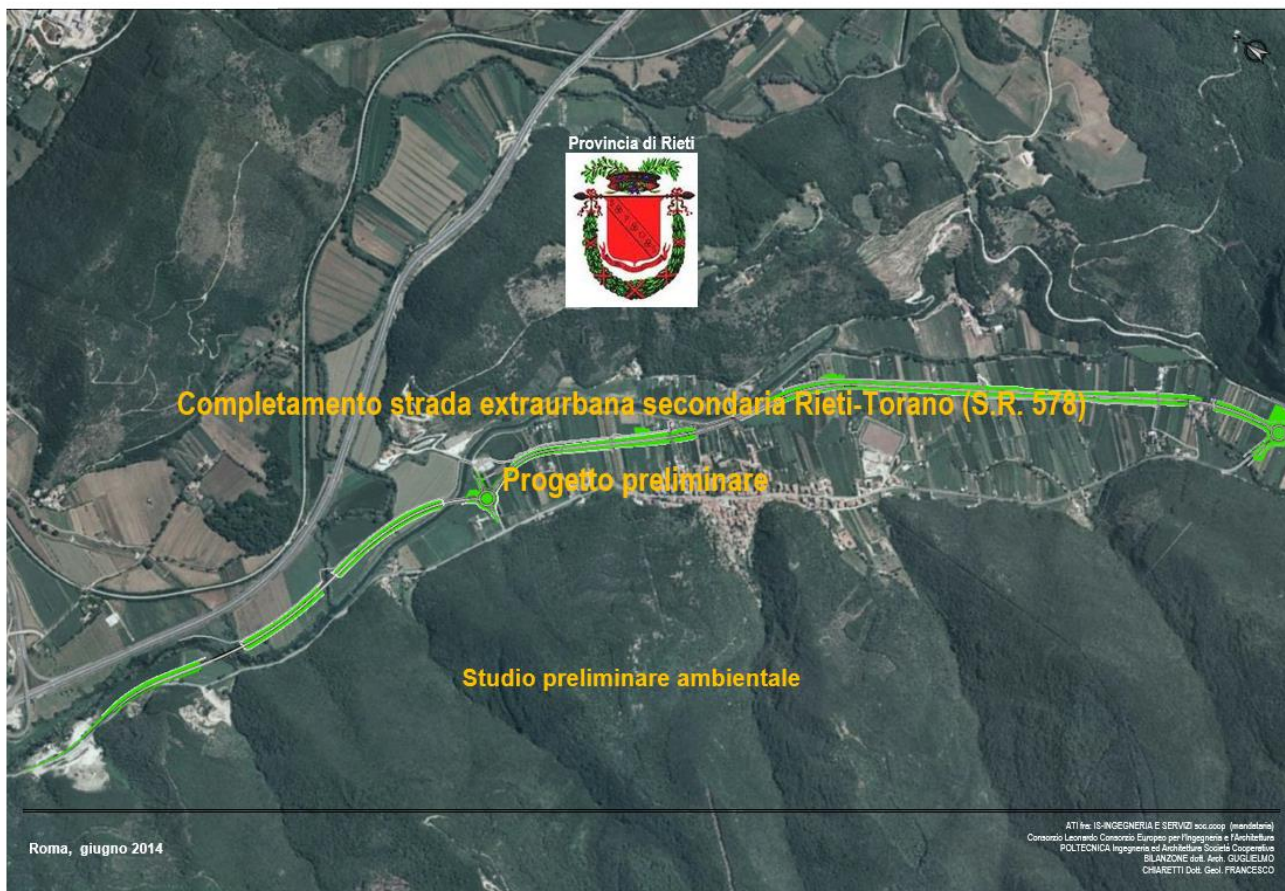 Provincia di Rieti
Completamento strada extraurbana secondaria Rieti-Torano (S.R. 578)
Progetto preliminare
Studio preliminare ambientale
Roma, giugno 2014
ATI fra: IS-INGEGNERIA E SERVIZI soc.coop (mandataria)
Consorzio Leonardo Consorzio Europeo per l'Ingegneria e l'Architettura
POLITECNICA Ingegneria ed Architettura Società Cooperativa
BILANZONE dott. Arch. GUGLIELMO
CHIARETTI Dott. Geol. FRANCESCO